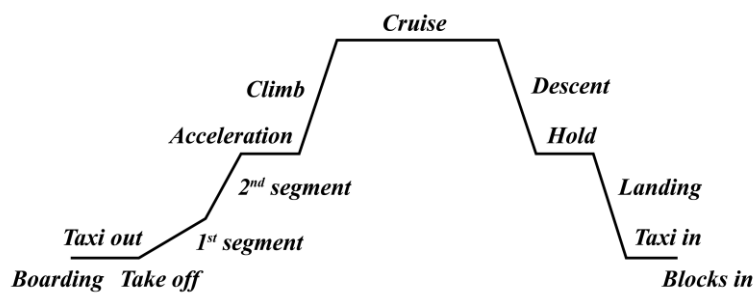 Cruise
Climb
Descent
Acceleration
Hold
2nd segment
Landing
Taxi out
1st segment
Taxi in
Boarding
Take off
Blocks in